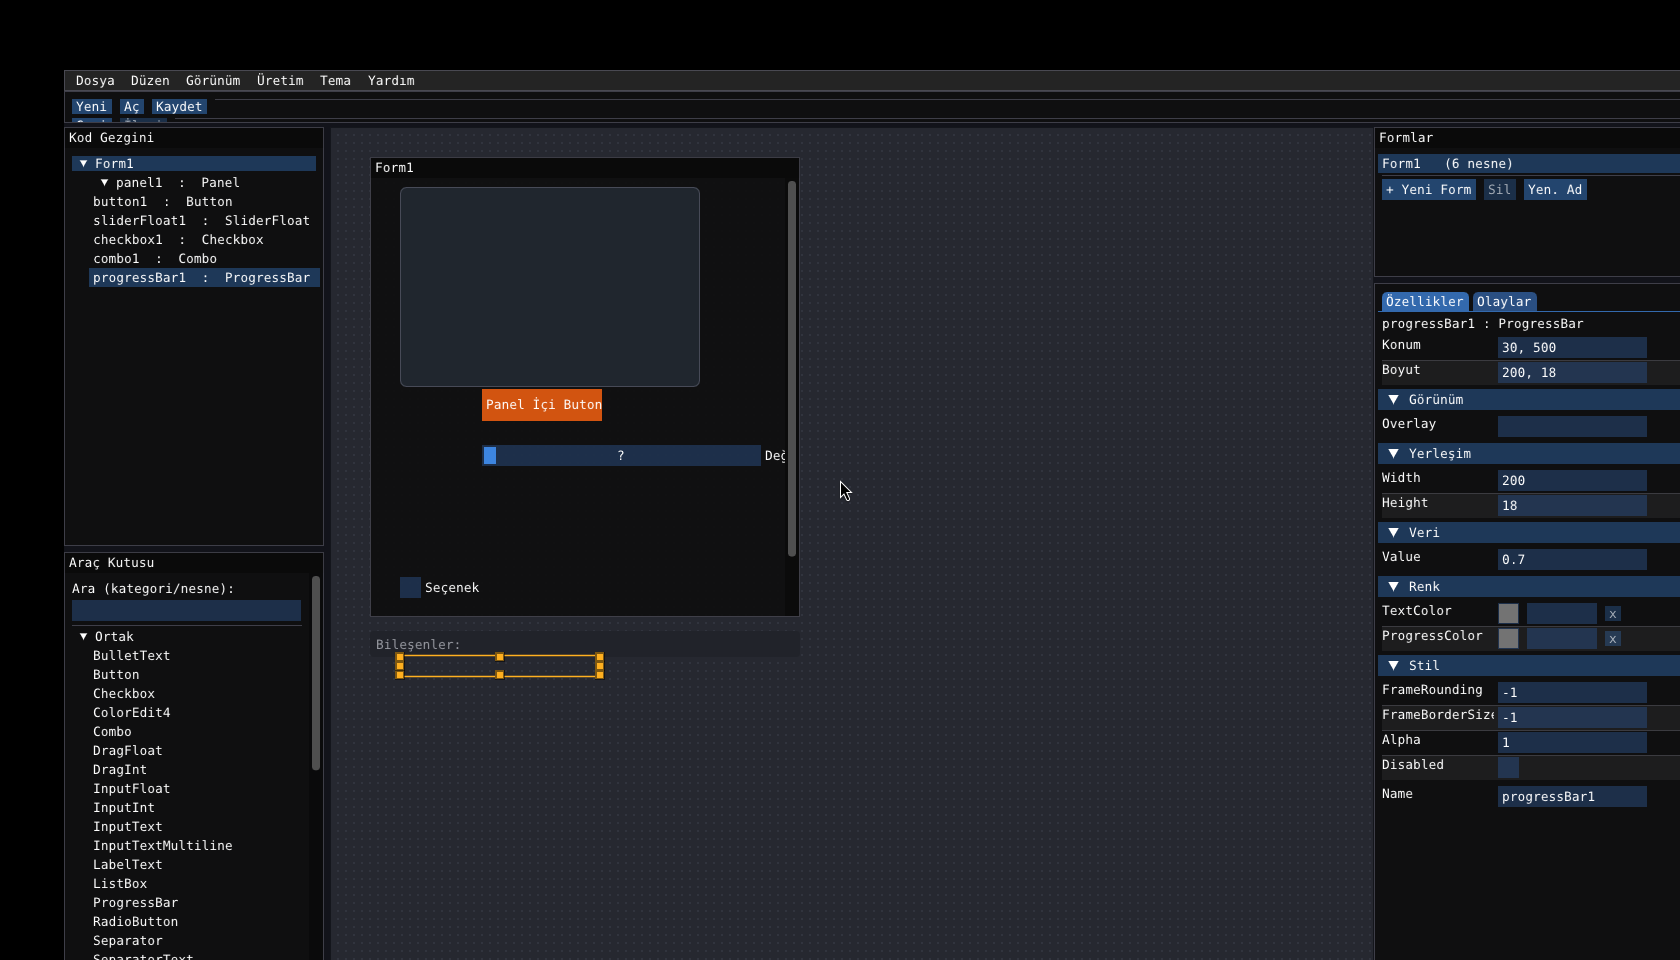 Dosya Düzen Görünüm Üretim Tema Yardım
Yeni Aç Kaydet
Kod Gezgini
Form1
panel1 : Panel
button1 : Button
sliderFloat1 : SliderFloat
checkbox1 : Checkbox
combo1 : Combo
progressBar1 : ProgressBar
Araç Kutusu
Ara (kategori/nesne):
Ortak
BulletText
Button
Checkbox
ColorEdit4
Combo
DragFloat
DragInt
InputFloat
InputInt
InputText
InputTextMultiline
LabelText
ListBox
ProgressBar
RadioButton
Separator
SeparatorText
Form1
Panel İçi Buton
?
Değ
Seçenek
Bileşenler:
Formlar
Form1 (6 nesne)
+ Yeni Form Sil Yen. Ad
Özellikler Olaylar
progressBar1 : ProgressBar
Konum 30, 500
Boyut 200, 18
Görünüm
Overlay
Yerleşim
Width 200
Height 18
Veri
Value 0.7
Renk
TextColor x
ProgressColor x
Stil
FrameRounding -1
FrameBorderSize -1
Alpha 1
Disabled
Name progressBar1